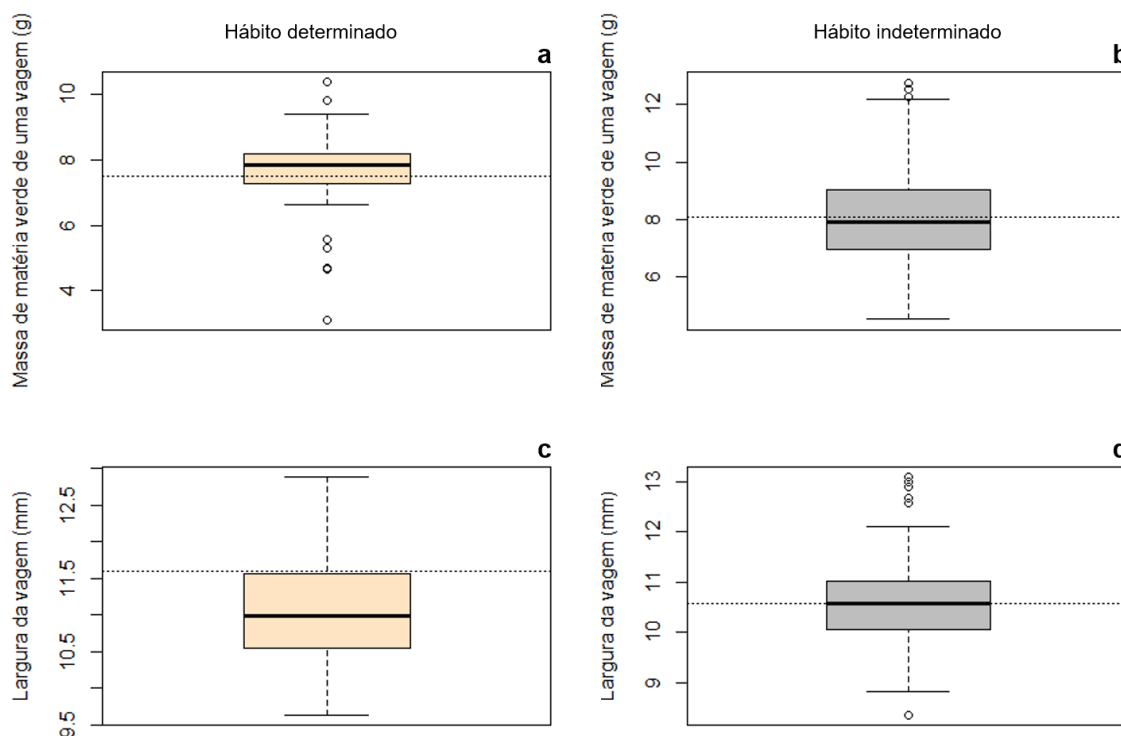 Hábito determinado
Hábito indeterminado
a
b
Massa de matéria verde de uma vagem (g)
10
8
6
4
Massa de matéria verde de uma vagem (g)
12
10
8
6
c
d
Largura da vagem (mm)
12.5
11.5
10.5
9.5
Largura da vagem (mm)
13
12
11
10
9